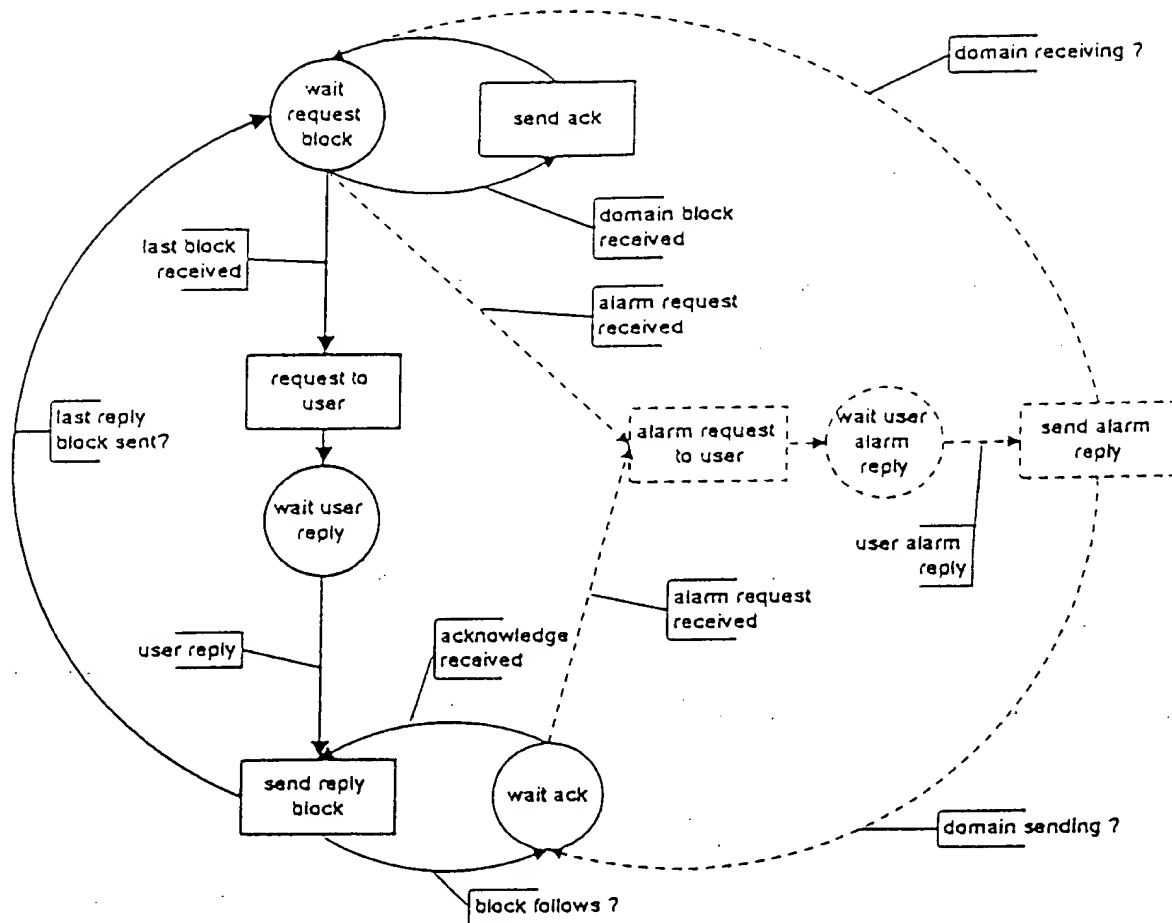 domain receiving ?
wait
request
block
send ack
domain block
received
last block
received
alarm request
received
request to
user
last reply
block sent?
alarm request
to user
wait user
alarm
reply
send alarm
reply
wait user
reply
user alarm
reply
alarm request
received
user reply
acknowledge
received
send reply
block
wait ack
domain sending ?
block follows ?